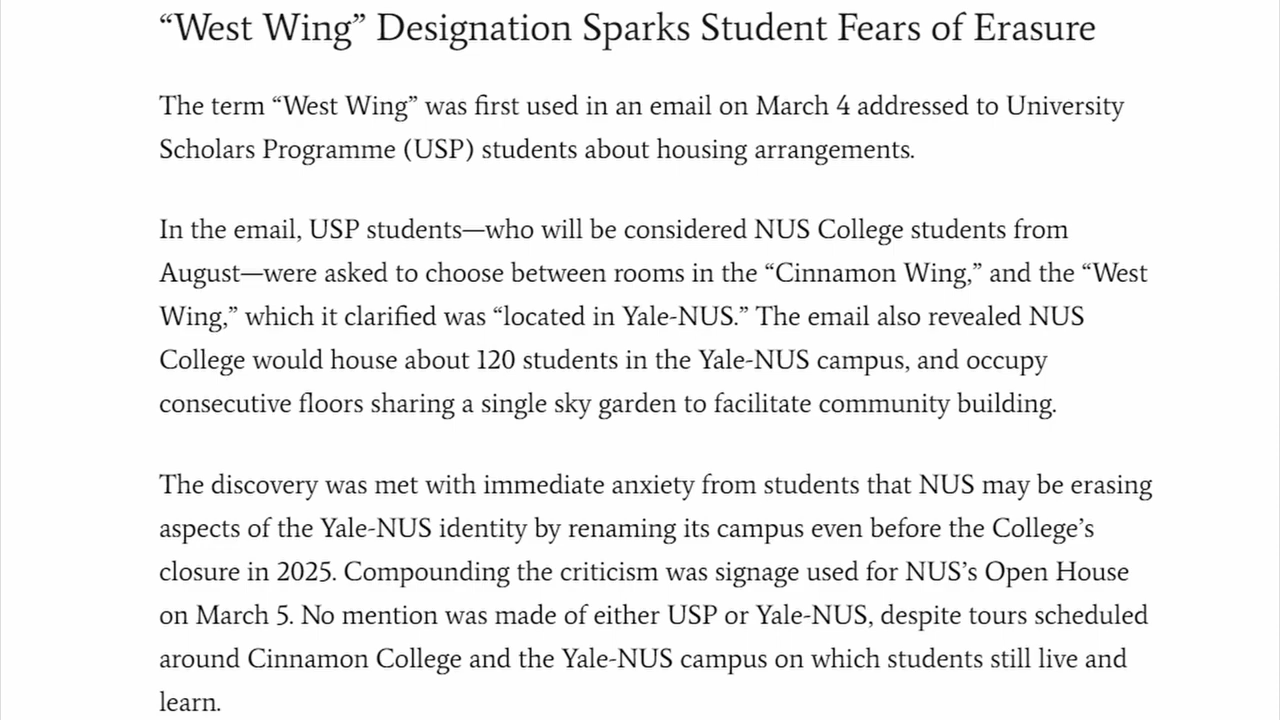 “West Wing” Designation Sparks Student Fears of Erasure
The term “West Wing” was first used in an email on March 4 addressed to University
Scholars Programme (USP) students about housing arrangements.
In the email, USP students—who will be considered NUS College students from
August—were asked to choose between rooms in the “Cinnamon Wing,” and the “West
Wing,” which it clarified was “located in Yale-NUS.” The email also revealed NUS
College would house about 120 students in the Yale-NUS campus, and occupy
consecutive floors sharing a single sky garden to facilitate community building.
The discovery was met with immediate anxiety from students that NUS may be erasing
aspects of the Yale-NUS identity by renaming its campus even before the College’s
closure in 2025. Compounding the criticism was signage used for NUS’s Open House
on March 5. No mention was made of either USP or Yale-NUS, despite tours scheduled
around Cinnamon College and the Yale-NUS campus on which students still live and
learn.